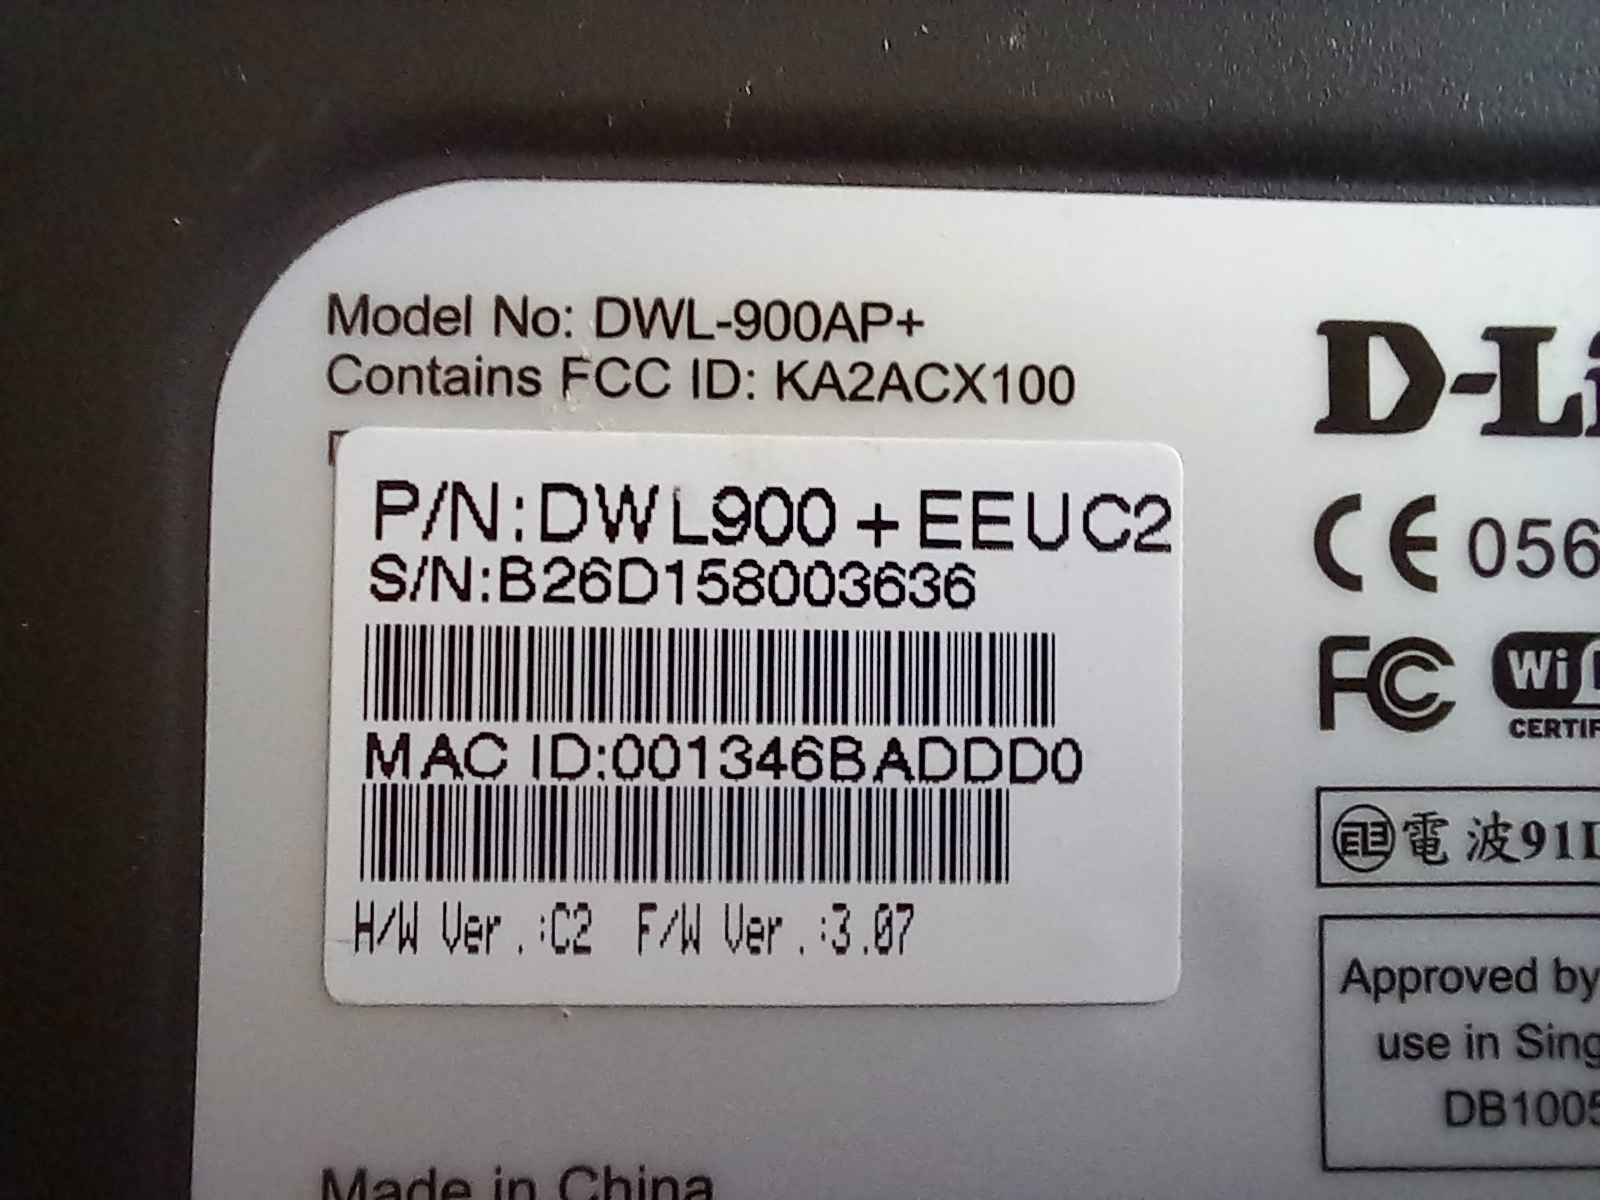 Model No: DWL-900AP+
Contains FCC ID: KA2ACX100
P/N:DWL900+EEUC2
S/N:B26D158003636
MAC ID:001346BADDD0
H/W Ver.:C2 F/W Ver.:3.07
Made in China
D-Li
CE 056
FC Wi
CERTIF
電波91D
Approved by
use in Sing
DB1005